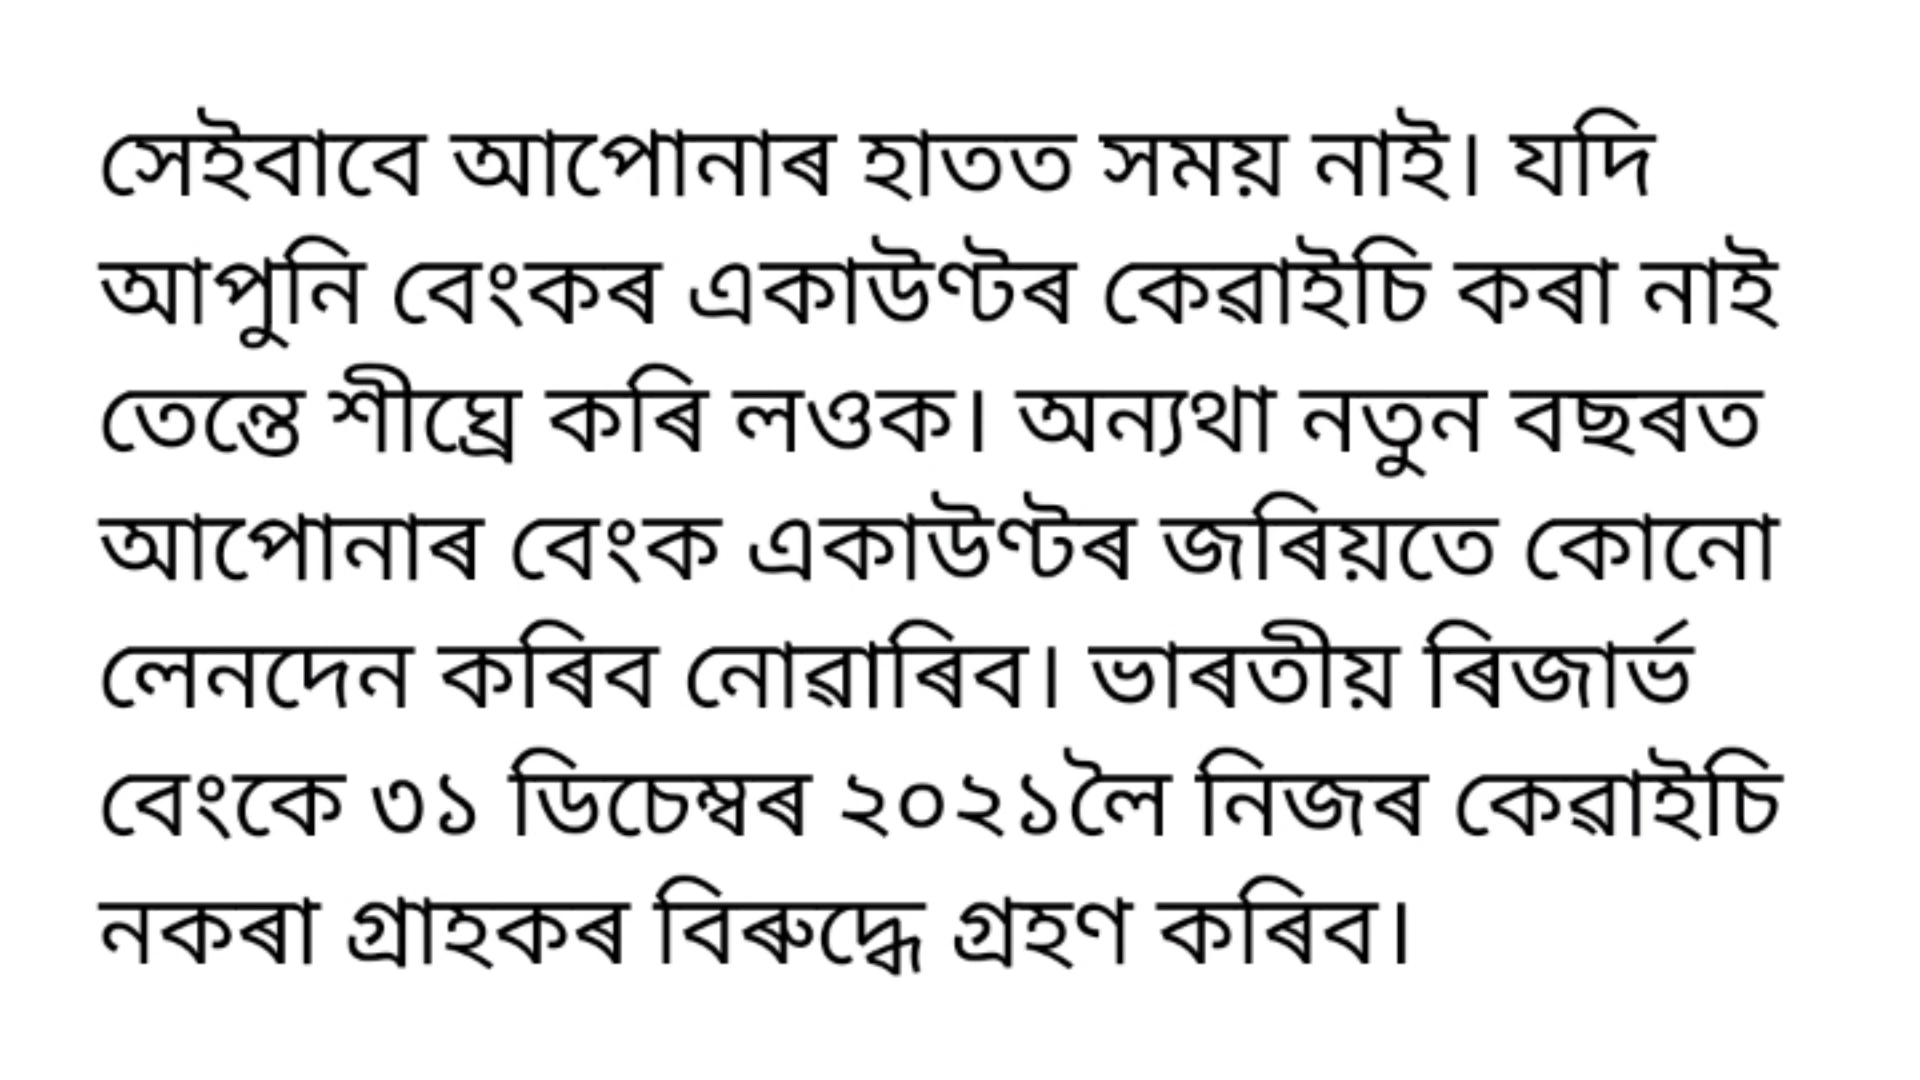 সেইবাবে আপোনাৰ হাতত সময় নাই। যদি
আপুনি বেংকৰ একাউণ্টৰ কেৱাইচি কৰা নাই
তেন্তে শীঘ্ৰে কৰি লওক। অন্যথা নতুন বছৰত
আপোনাৰ বেংক একাউণ্টৰ জৰিয়তে কোনো
লেনদেন কৰিব নোৱাৰিব। ভাৰতীয় ৰিজাৰ্ভ
বেংকে ৩১ ডিচেম্বৰ ২০২১লৈ নিজৰ কেৱাইচি
নকৰা গ্ৰাহকৰ বিৰুদ্ধে গ্ৰহণ কৰিব।